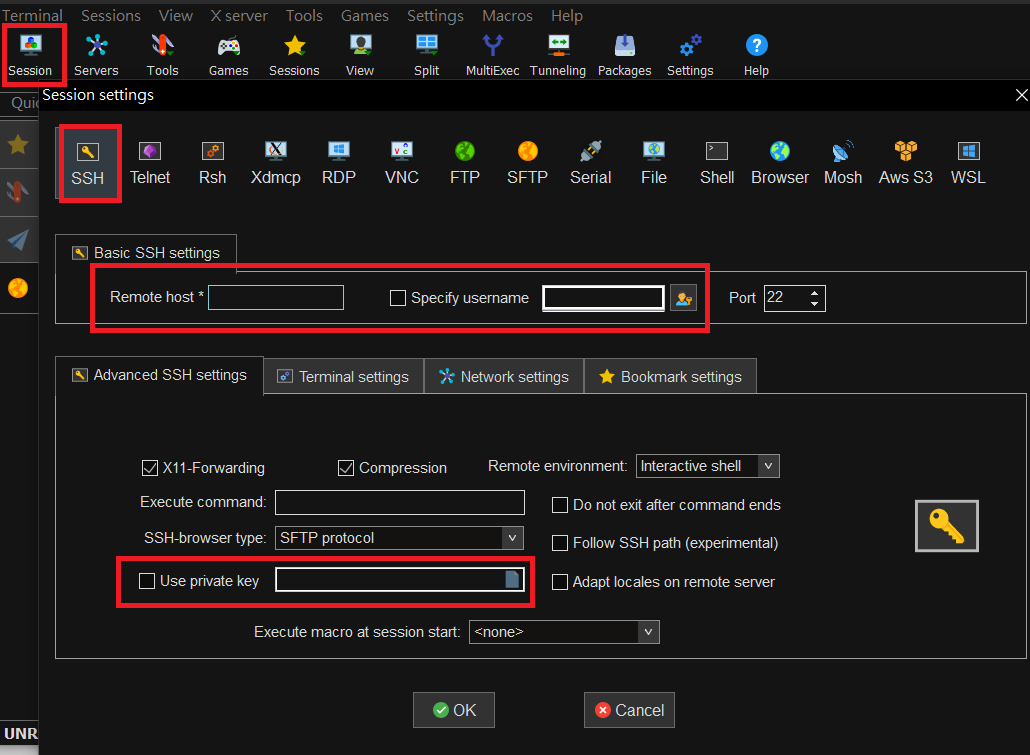 Terminal Sessions View X server Tools Games Settings Macros Help
Session Servers Tools Games Sessions View Split MultiExec Tunneling Packages Settings Help
Session settings
SSH Telnet Rsh Xdmcp RDP VNC FTP SFTP Serial File Shell Browser Mosh Aws S3 WSL
Basic SSH settings
Remote host * Specify username Port 22
Advanced SSH settings Terminal settings Network settings Bookmark settings
X11-Forwarding Compression Remote environment: Interactive shell
Execute command: Do not exit after command ends
SSH-browser type: SFTP protocol Follow SSH path (experimental)
Use private key Adapt locales on remote server
Execute macro at session start: <none>
OK Cancel
UNR